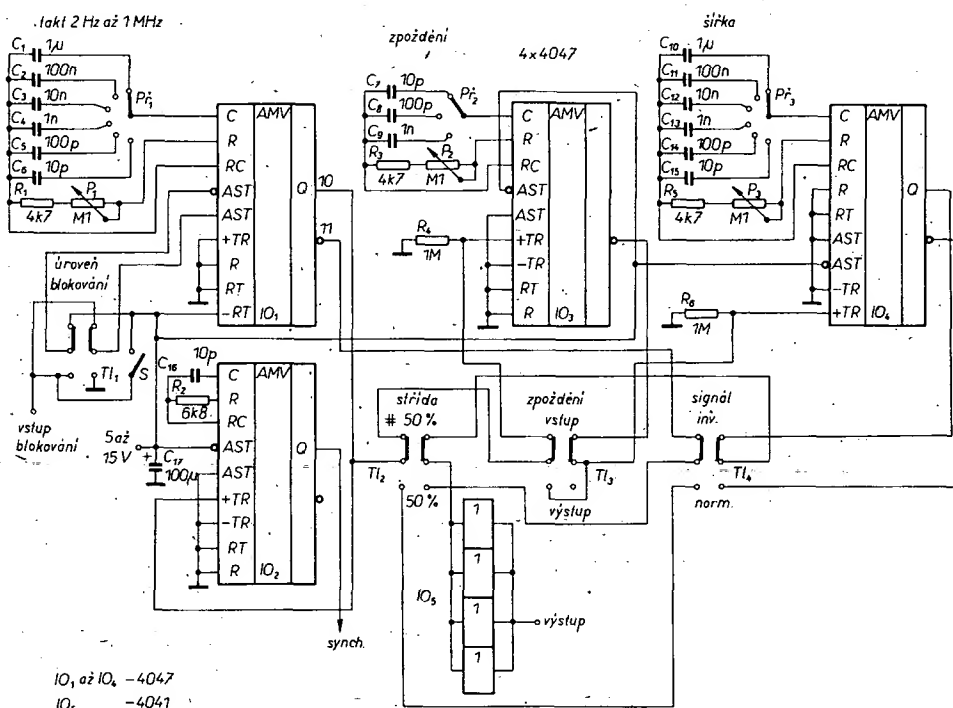 takt 2 Hz až 1 MHz
C1 1µ
C2 100n
C3 10n
C4 1n
C5 100p
C6 10p
R1 4k7
P1 M1
Př1
AMV
C
R
RC
AST
AST
+TR
R
RT
-RT
IO1
Q
10
11
zpoždění
C7 10p
C8 100p
C9 1n
R3 4k7
P2 M1
Př2
4x4047
AMV
C
R
RC
AST
AST
+TR
-TR
RT
R
IO3
R4
1M
šířka
C10 1µ
C11 100n
C12 10n
C13 1n
C14 100p
C15 10p
R5 4k7
P3 M1
Př3
AMV
C
R
RC
R
RT
AST
AST
-TR
+TR
IO4
Q
R6
1M
úroveň
blokování
Tl1
S
vstup
blokování
5 až
15 V
+
C17
100µ
C16 10p
R2
6k8
AMV
C
R
RC
AST
AST
+TR
-TR
RT
R
IO2
Q
synch.
střída
# 50%
Tl2
50%
zpoždění
vstup
Tl3
výstup
signál
inv.
Tl4
norm.
IO5
1
1
1
1
výstup
IO1 až IO4 -4047
IO5 -4041